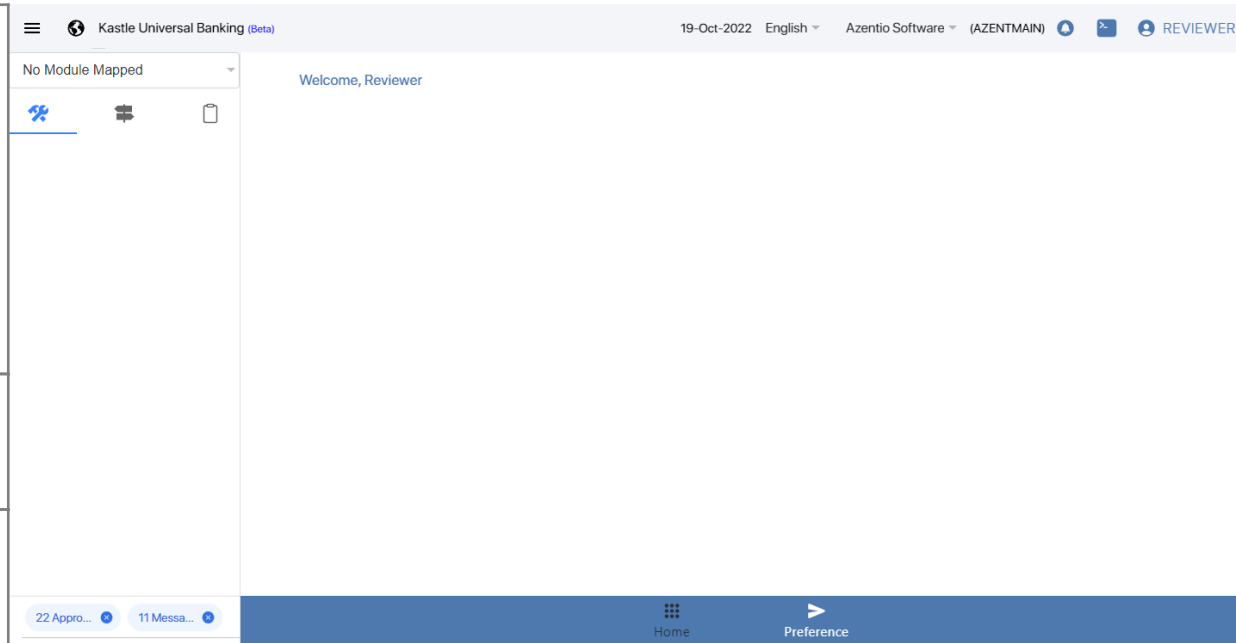 Kastle Universal Banking (Beta) 19-Oct-2022 English Azentio Software (AZENTMAIN) REVIEWER
No Module Mapped
Welcome, Reviewer
22 Appro... 11 Messa...
Home Preference